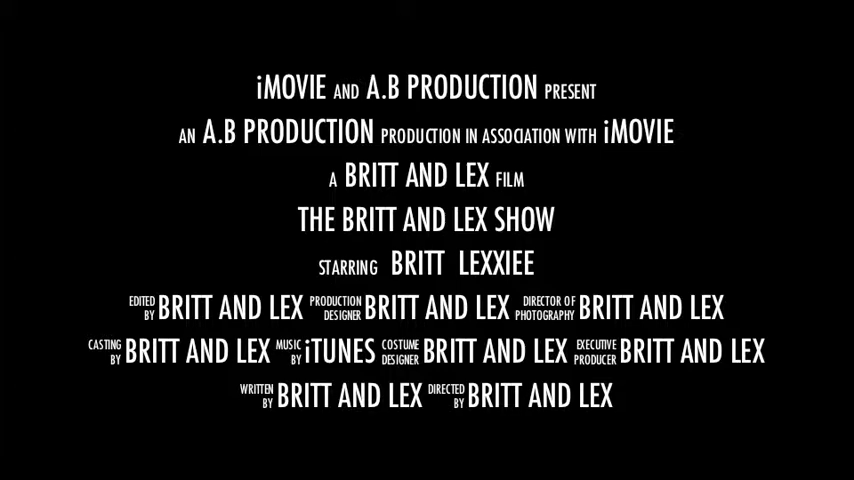 iMOVIE AND A.B PRODUCTION PRESENT
AN A.B PRODUCTION PRODUCTION IN ASSOCIATION WITH iMOVIE
A BRITT AND LEX FILM
THE BRITT AND LEX SHOW
STARRING BRITT LEXXIEE
EDITED BY BRITT AND LEX PRODUCTION DESIGNER BRITT AND LEX DIRECTOR OF PHOTOGRAPHY BRITT AND LEX
CASTING BY BRITT AND LEX MUSIC BY iTUNES COSTUME DESIGNER BRITT AND LEX EXECUTIVE PRODUCER BRITT AND LEX
WRITTEN BY BRITT AND LEX DIRECTED BY BRITT AND LEX